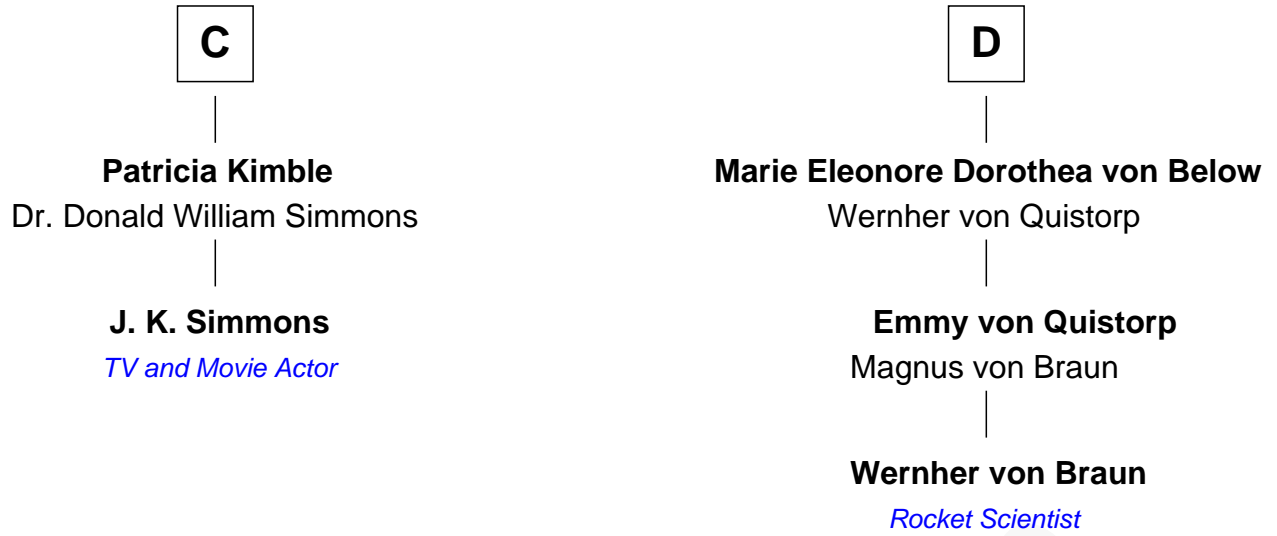 C
Patricia Kimble
Dr. Donald William Simmons
J. K. Simmons
TV and Movie Actor
D
Marie Eleonore Dorothea von Below
Wernher von Quistorp
Emmy von Quistorp
Magnus von Braun
Wernher von Braun
Rocket Scientist